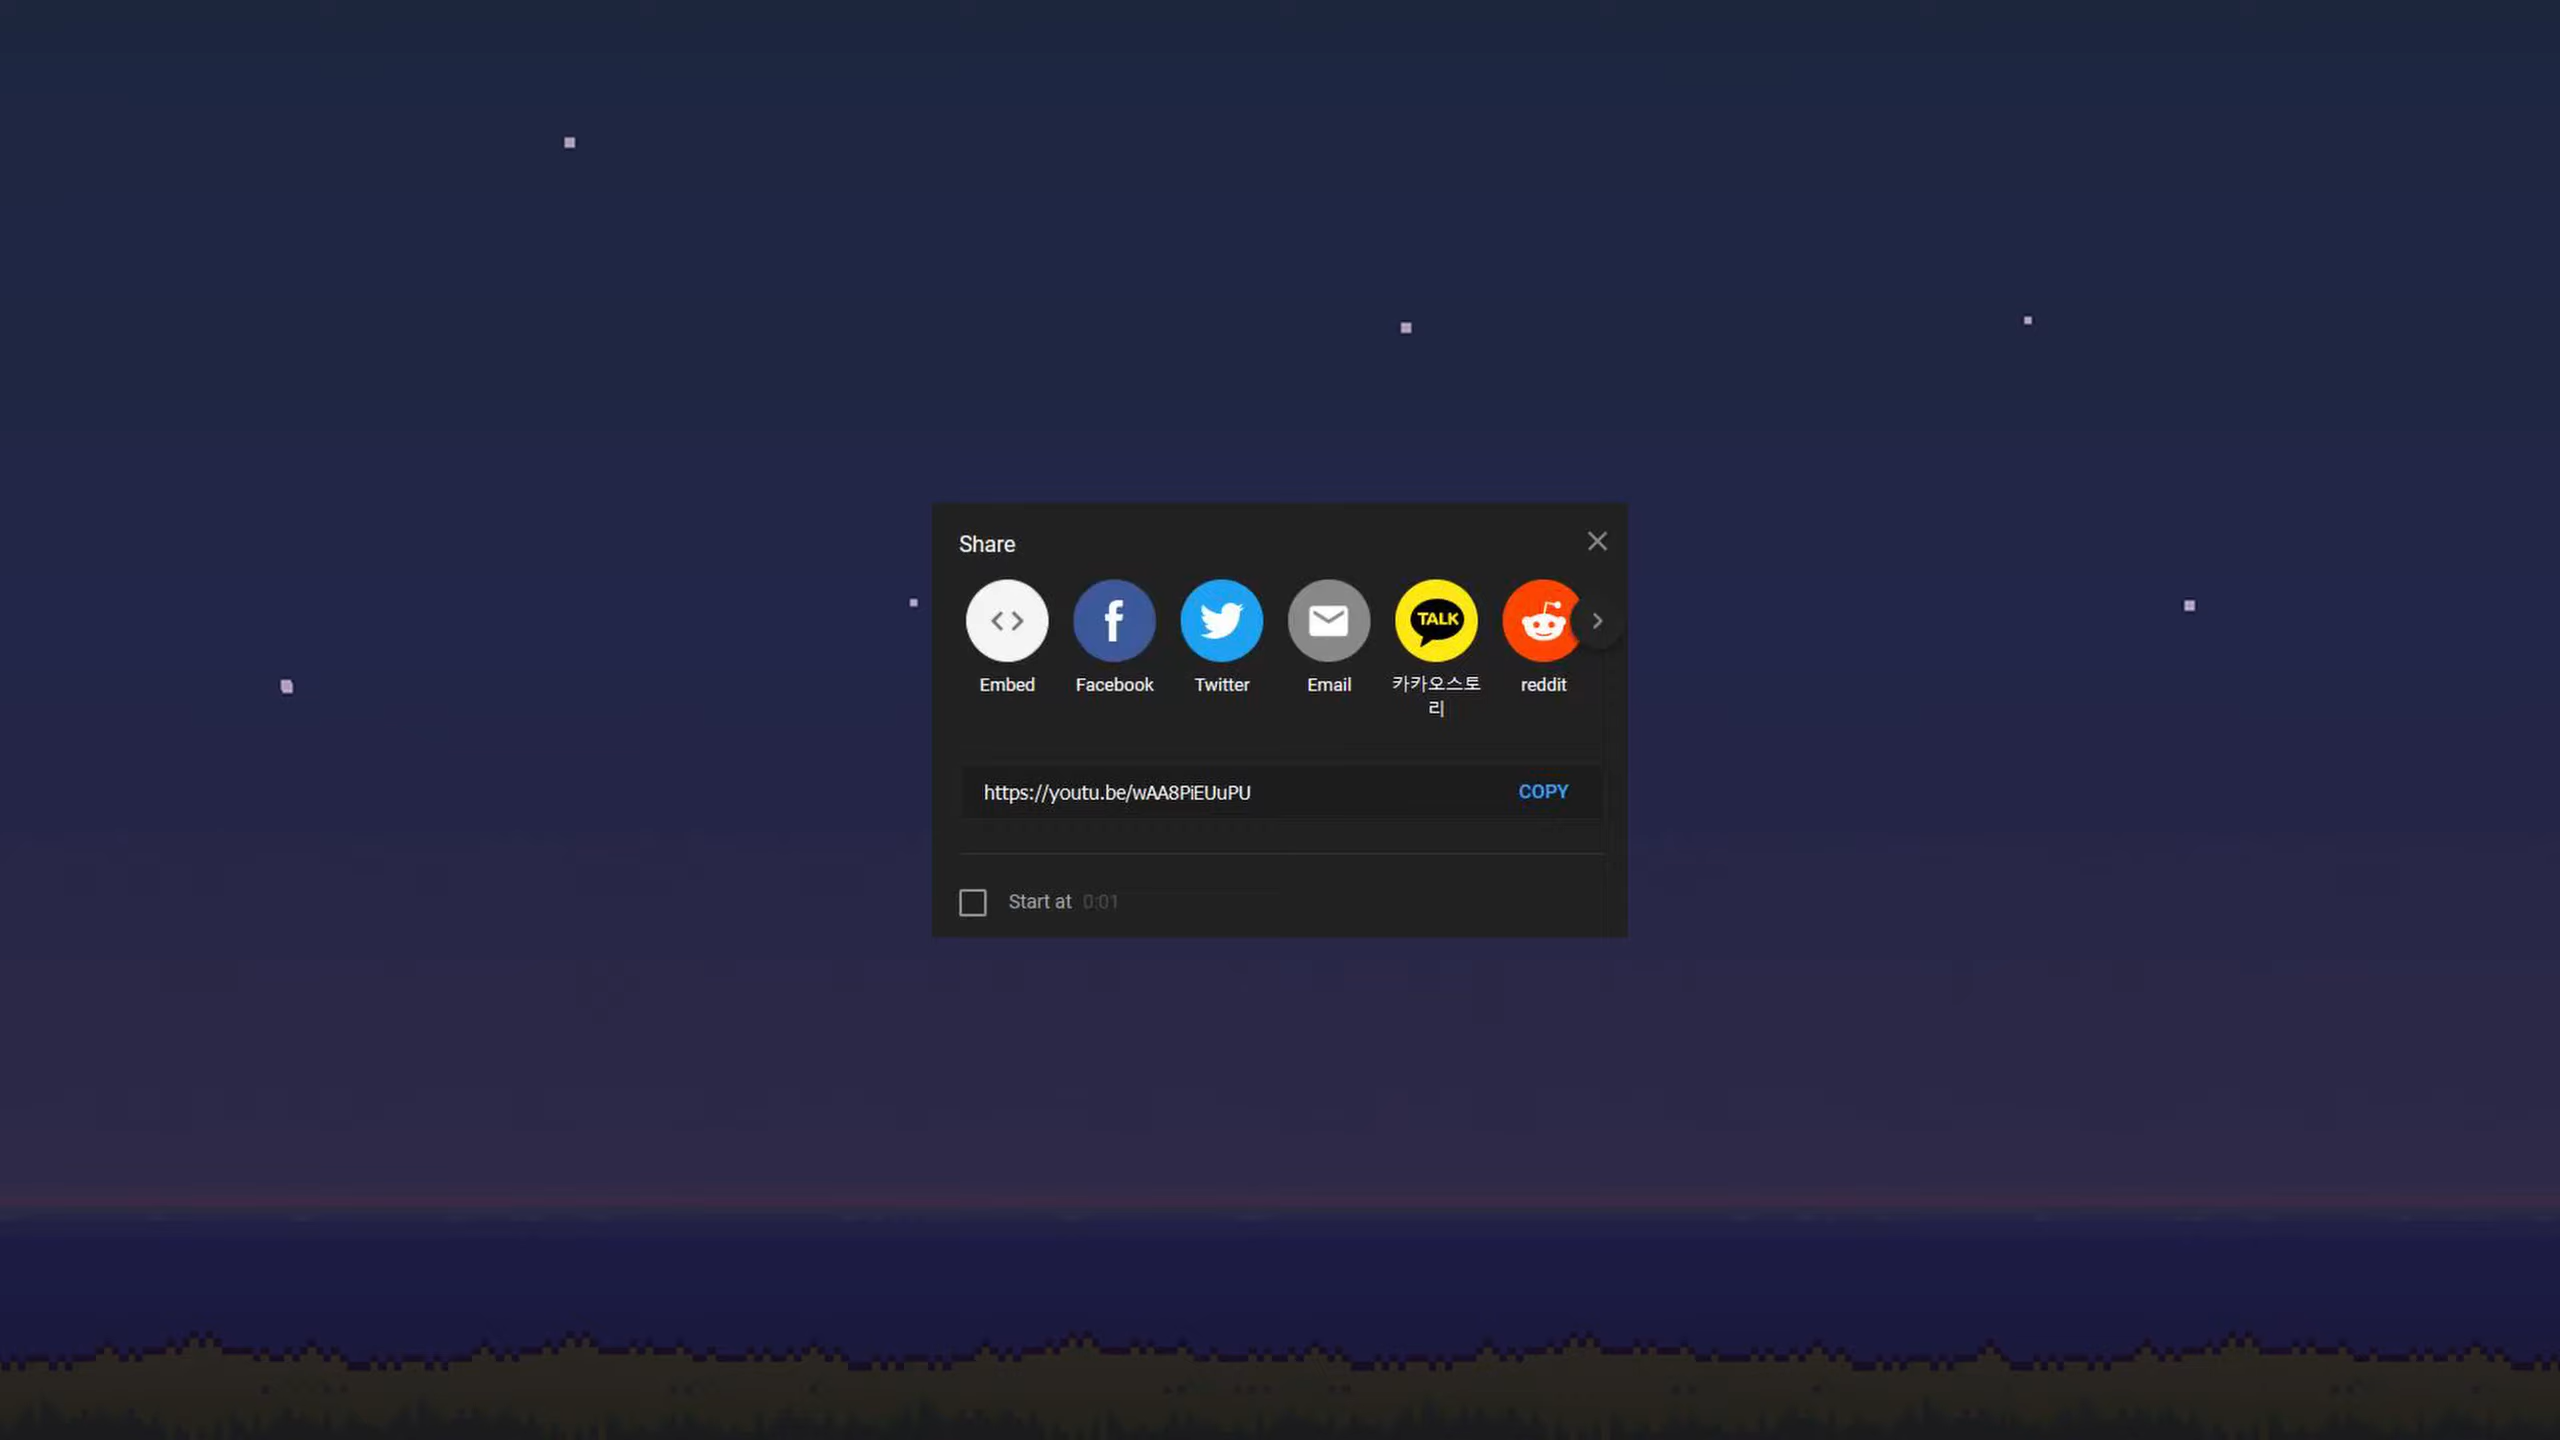 Share
TALK
Embed
Facebook
Twitter
Email
카카오스토
리
reddit
https://youtu.be/wAA8PiEUuPU
COPY
Start at 0:01